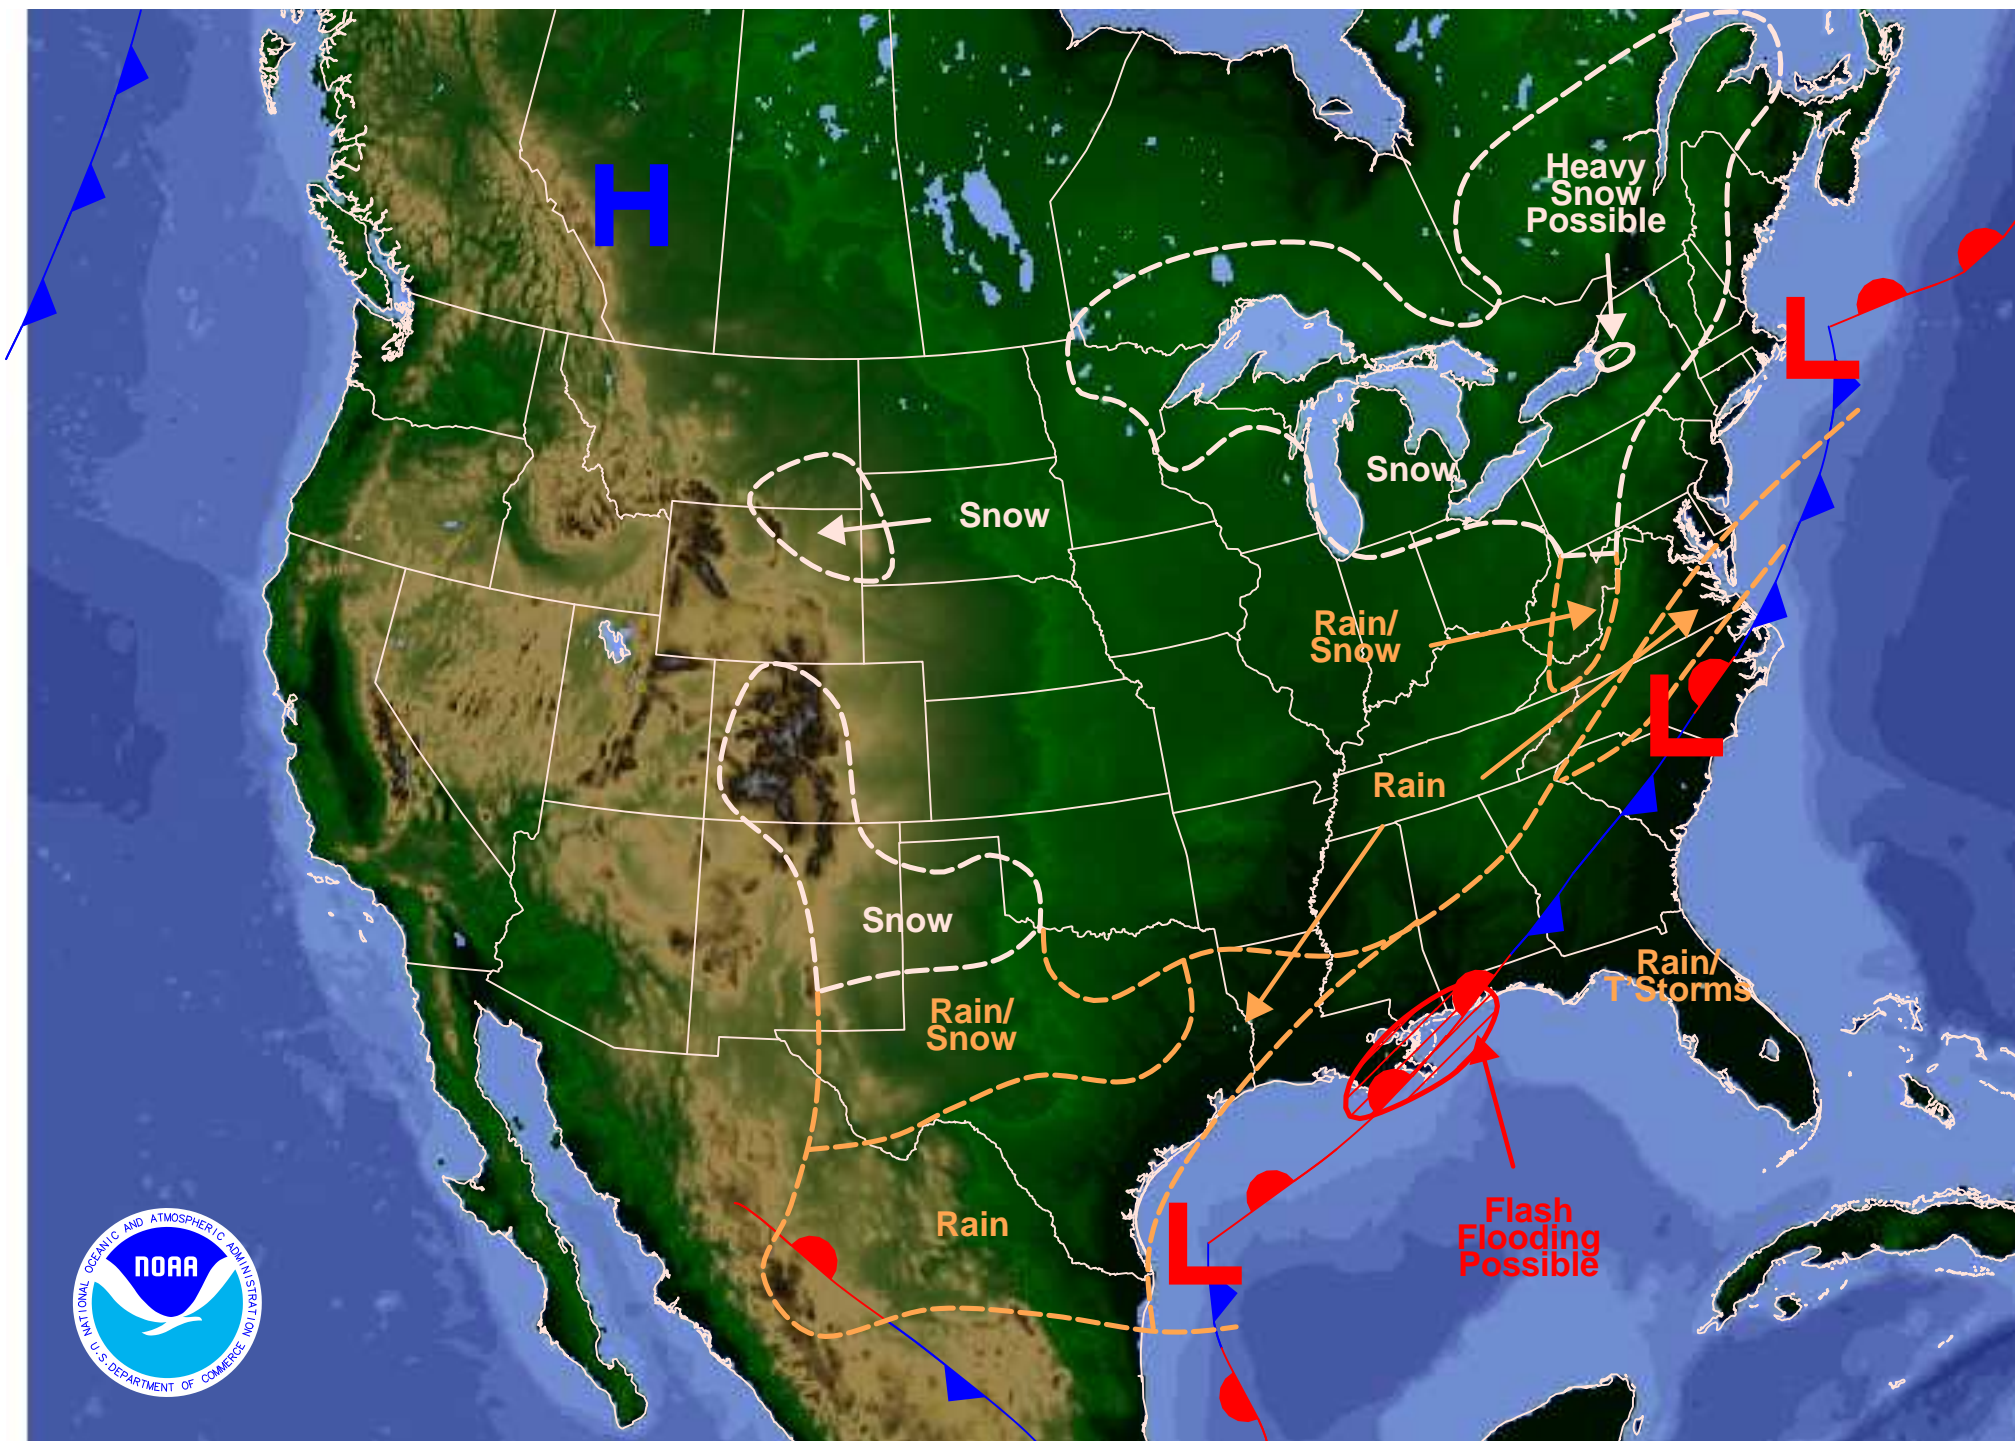 H
Heavy
Snow
Possible
L
Snow
Snow
Rain/
Snow
L
Rain
Snow
Rain/
T'Storms
Rain/
Snow
Rain
L
Flash
Flooding
Possible
NATIONAL OCEANIC AND ATMOSPHERIC ADMINISTRATION
NOAA
U.S. DEPARTMENT OF COMMERCE